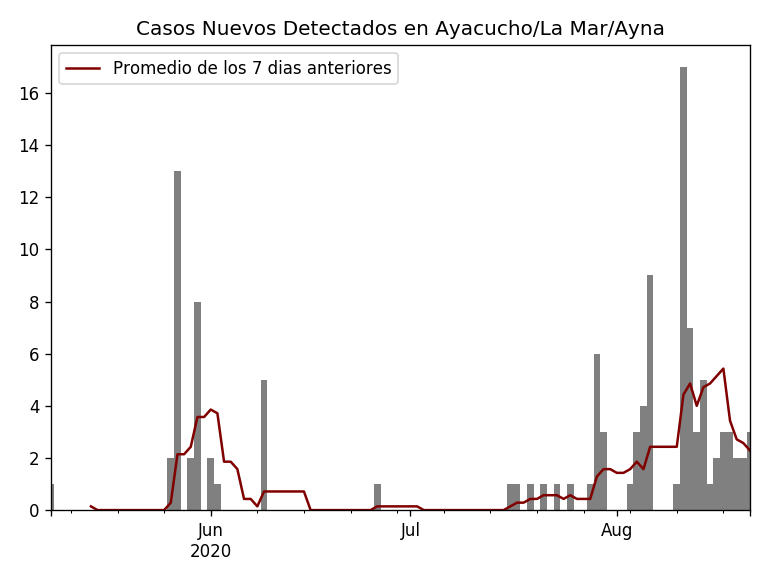 Casos Nuevos Detectados en Ayacucho/La Mar/Ayna
Promedio de los 7 dias anteriores
16
14
12
10
8
6
4
2
0
Jun
2020
Jul
Aug